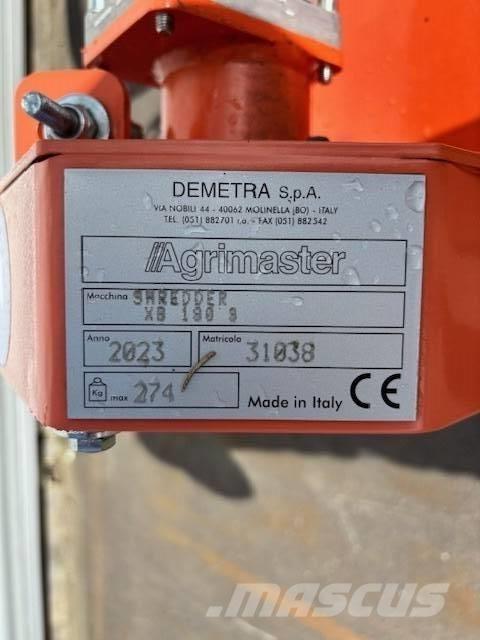 DEMETRA S.p.A.
VIA NOBILI 44 - 40062 MOLINELLA (BO) - ITALY
TEL. (051) 882701 r.a. - FAX (051) 882542
Agrimaster
Macchina SHREDDER
XB 180 S
Anno 2023 Matricola 31038
Kg max 274
Made in Italy CE
MASCUS